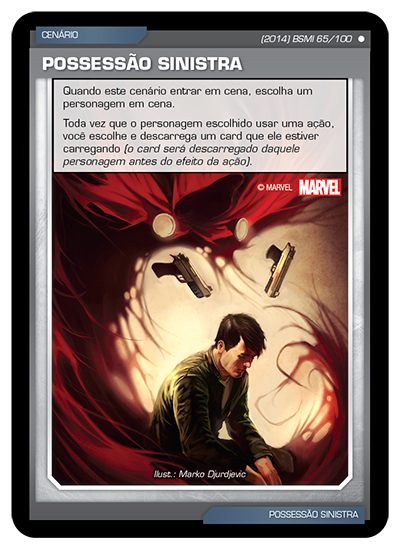 CENÁRIO
(2014) BSMI 65/100 ●
POSSESSÃO SINISTRA
Quando este cenário entrar em cena, escolha um
personagem em cena.
Toda vez que o personagem escolhido usar uma ação,
você escolhe e descarrega um card que ele estiver
carregando (o card será descarregado daquele
personagem antes do efeito da ação).
© MARVEL MARVEL
Ilust.: Marko Djurdjevic
POSSESSÃO SINISTRA